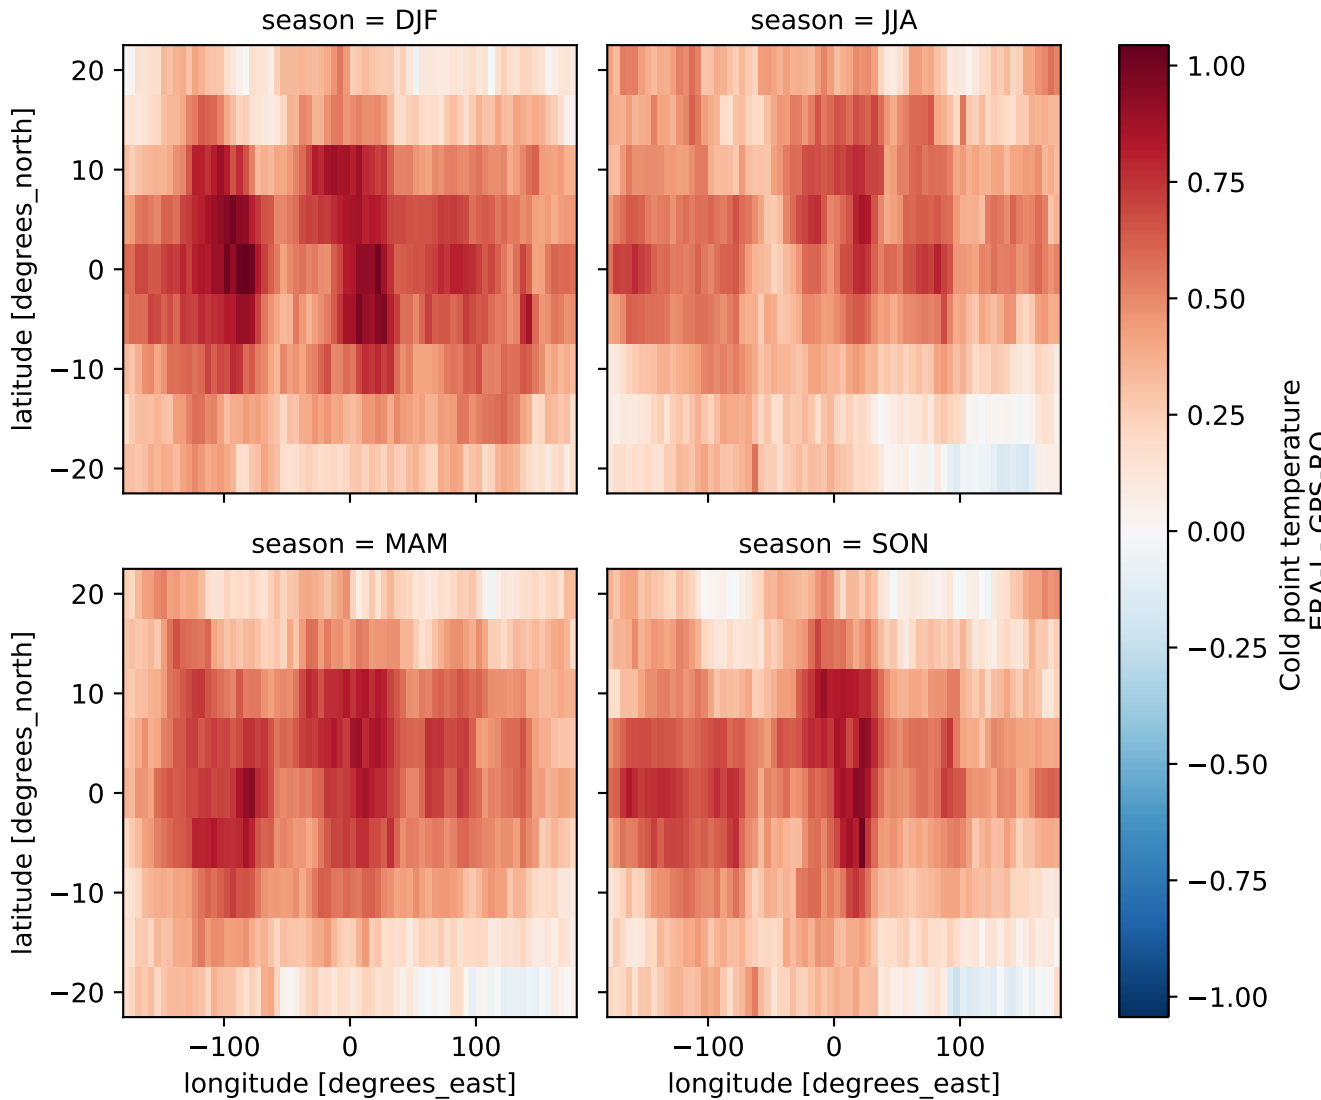 season = DJF
season = JJA
20
10
0
−10
−20
latitude [degrees_north]
season = MAM
season = SON
20
10
0
−10
−20
latitude [degrees_north]
−100
0
100
longitude [degrees_east]
−100
0
100
longitude [degrees_east]
1.00
0.75
0.50
0.25
0.00
−0.25
−0.50
−0.75
−1.00
Cold point temperature